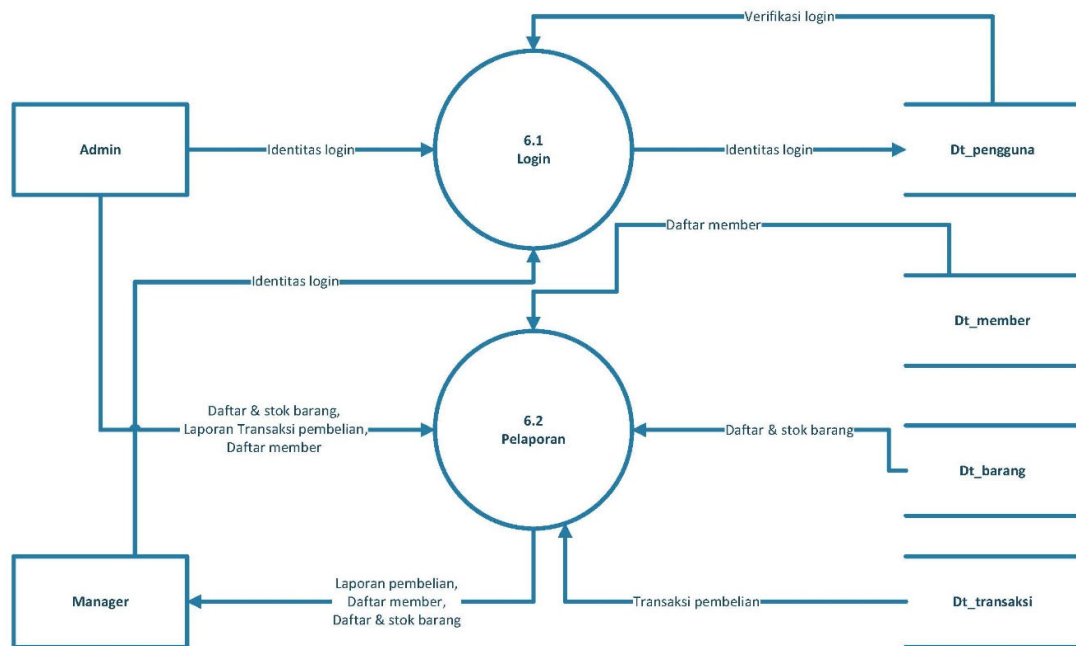 Verifikasi login
Admin
Identitas login
6.1
Login
Identitas login
Dt_pengguna
Daftar member
Identitas login
Dt_member
Daftar & stok barang,
Laporan Transaksi pembelian,
Daftar member
6.2
Pelaporan
Daftar & stok barang
Dt_barang
Manager
Laporan pembelian,
Daftar member,
Daftar & stok barang
Transaksi pembelian
Dt_transaksi